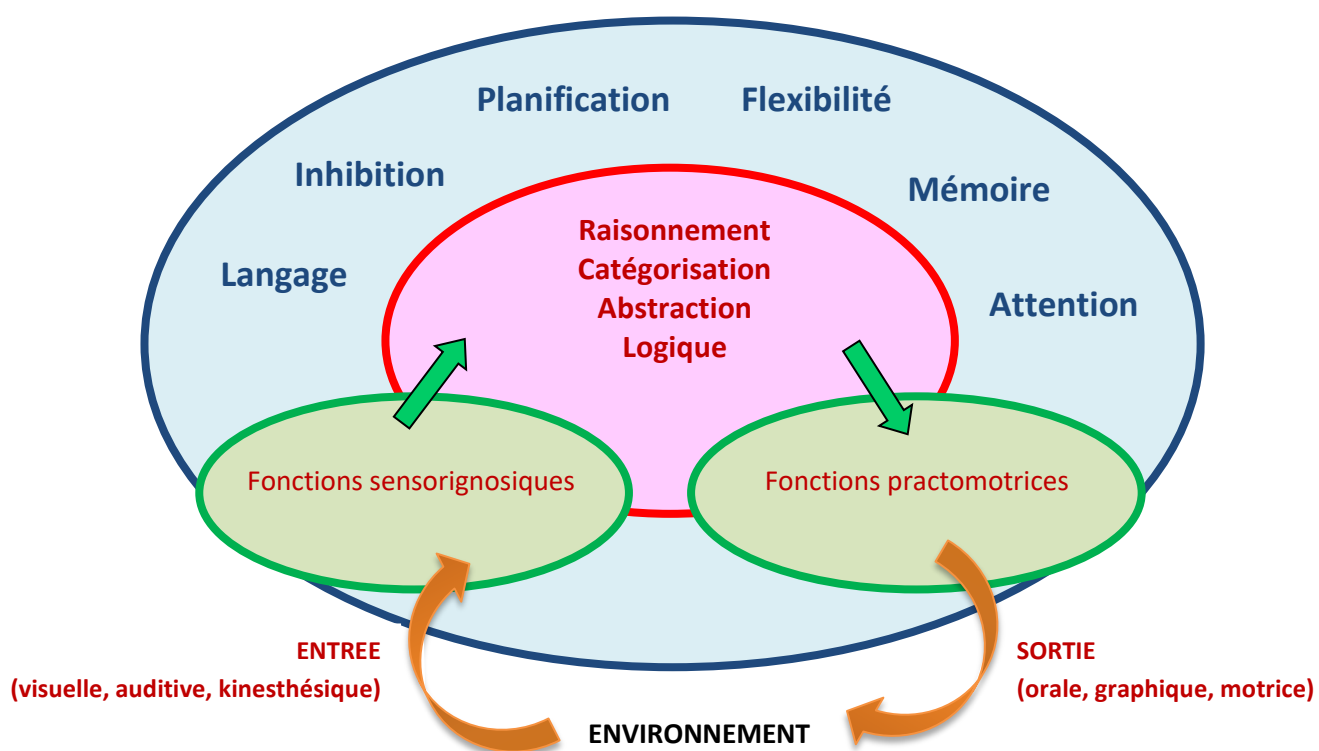 Planification
Flexibilité
Inhibition
Mémoire
Langage
Attention
Raisonnement
Catégorisation
Abstraction
Logique
Fonctions sensorignosiques
Fonctions practomotrices
ENTREE
(visuelle, auditive, kinesthésique)
SORTIE
(orale, graphique, motrice)
ENVIRONNEMENT